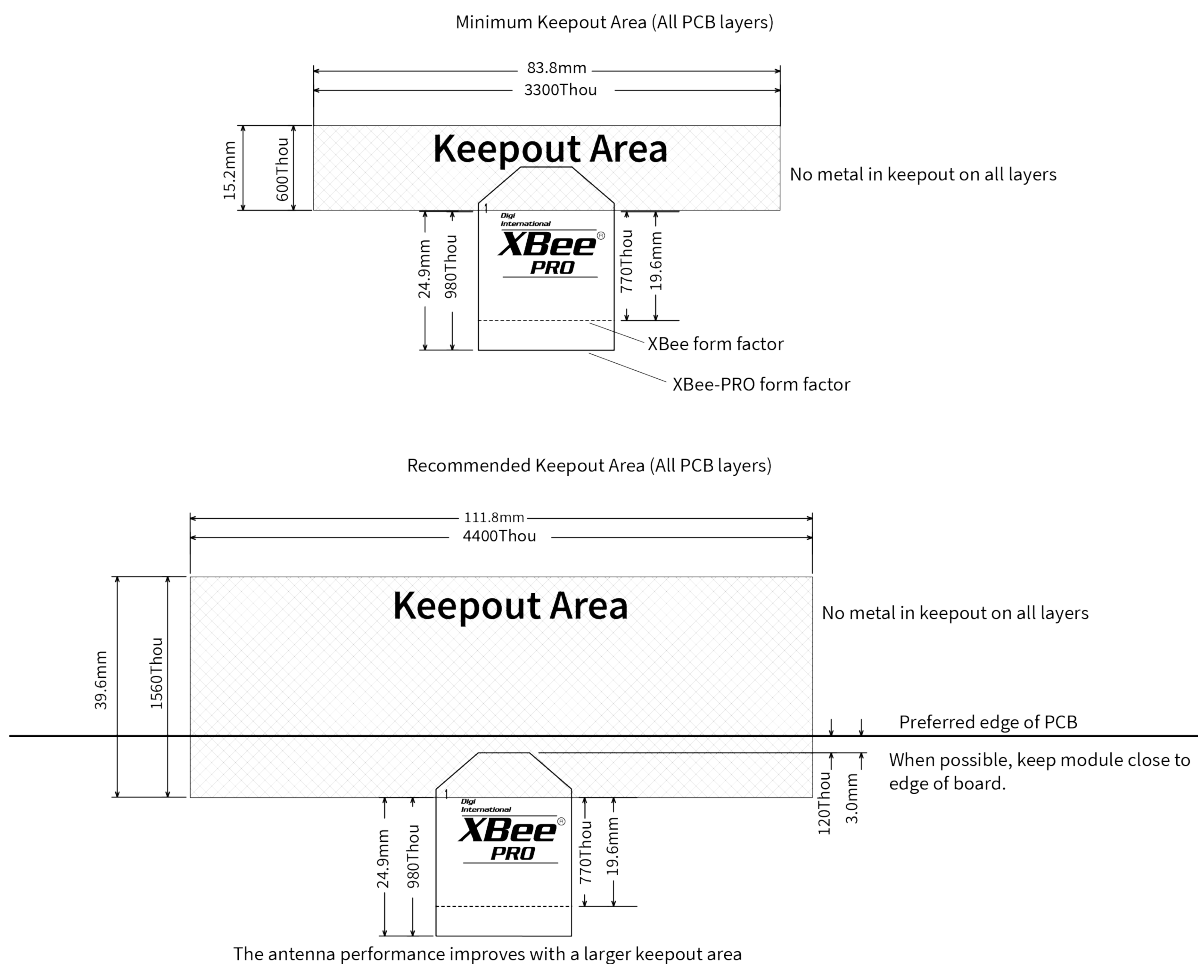 Minimum Keepout Area (All PCB layers)
83.8mm
3300Thou
Keepout Area
15.2mm
600Thou
No metal in keepout on all layers
1
Digi
International
XBee®
PRO
24.9mm
980Thou
770Thou
19.6mm
XBee form factor
XBee-PRO form factor
Recommended Keepout Area (All PCB layers)
111.8mm
4400Thou
Keepout Area
No metal in keepout on all layers
39.6mm
1560Thou
Preferred edge of PCB
When possible, keep module close to
edge of board.
120Thou
3.0mm
1
Digi
International
XBee®
PRO
24.9mm
980Thou
770Thou
19.6mm
The antenna performance improves with a larger keepout area